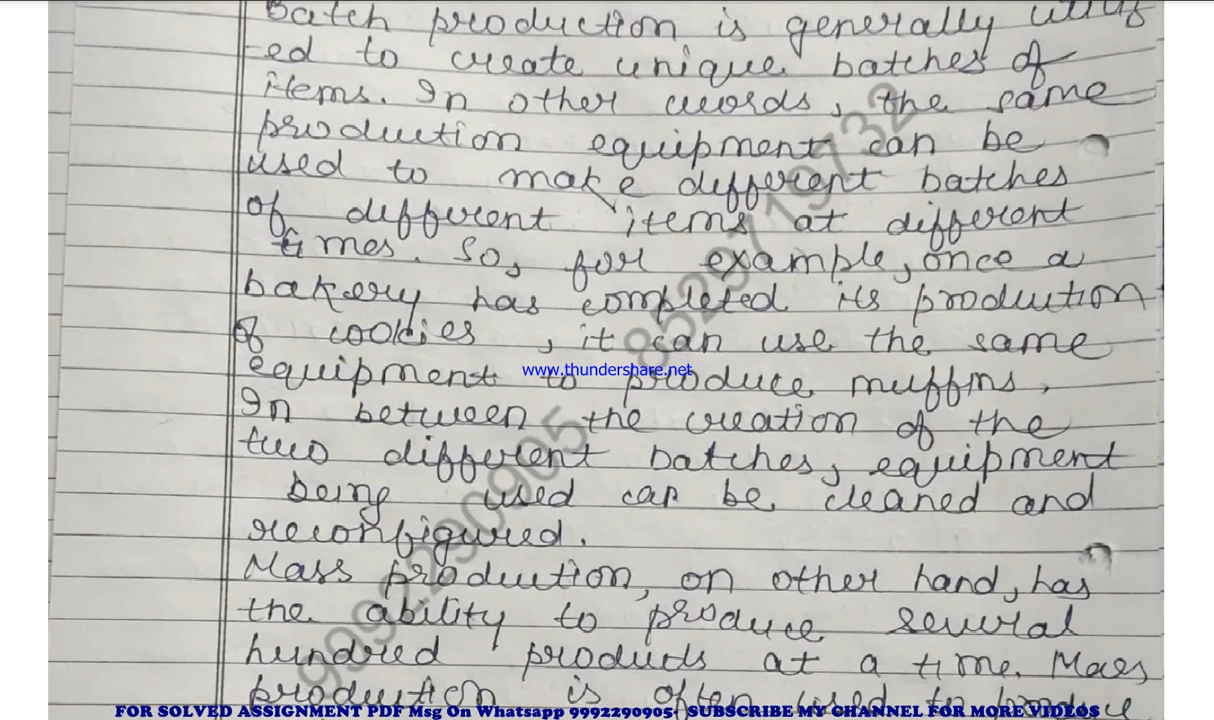 Batch production is generally utiliz
-ed to create unique batches of
items. In other words, the same
production equipment can be
used to make different batches
of different items at different
times. So, for example, once a
bakery has completed its production
of cookies, it can use the same
equipment to produce muffins.
www.thundershare.net
In between the creation of the
two different batches, equipment
being used can be cleaned and
reconfigured.
Mass production, on other hand, has
the ability to produce several
hundred products at a time. Mass
production is often used to produce
9992290905 8529719732
FOR SOLVED ASSIGNMENT PDF Msg On Whatsapp 9992290905, SUBSCRIBE MY CHANNEL FOR MORE VIDEOS